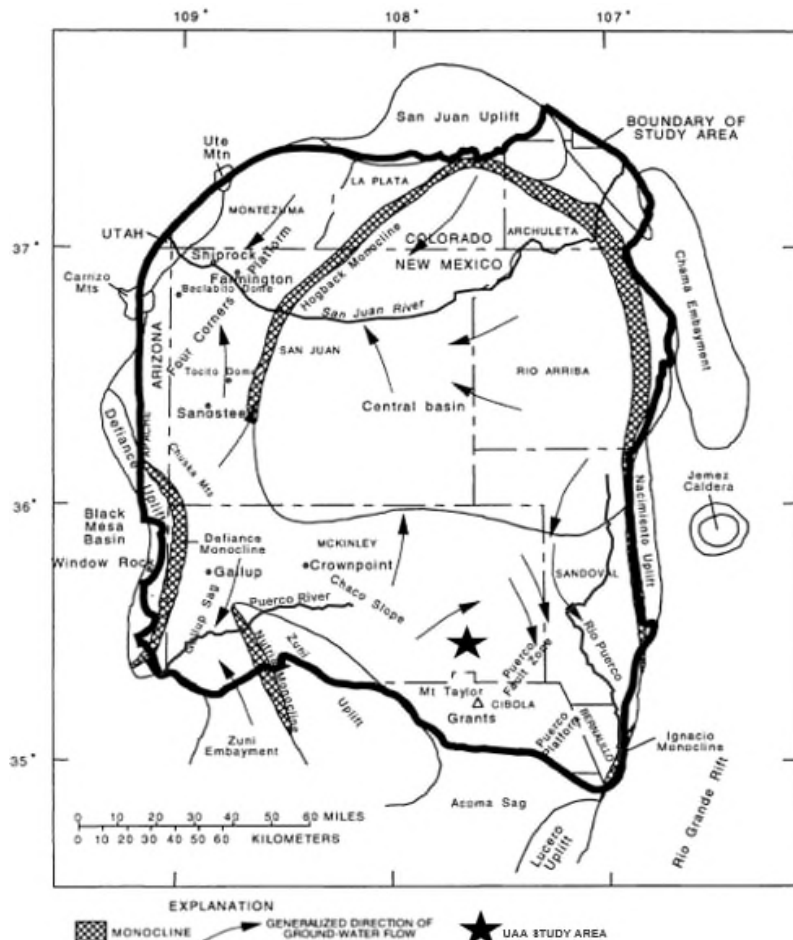 109° 108° 107°
San Juan Uplift
BOUNDARY OF
STUDY AREA
Ute
Mtn
LA PLATA
MONTEZUMA
UTAH
37°
COLORADO
ARCHULETA
NEW MEXICO
Shiprock
Farmington
Four Corners Platform
Hogback Monocline
Carrizo
Mts
Beclabito Dome
San Juan River
Chama Embayment
ARIZONA
SAN JUAN
RIO ARRIBA
Tocito Dome
Central basin
Sanostee
APACHE
Defiance
Uplift
Chuska Mts
Jemez
Caldera
36°
Nacimiento Uplift
Black
Mesa
Basin
Defiance
Monocline
MCKINLEY
Window Rock
Gallup
Crownpoint
SANDOVAL
Chaco Slope
Puerco River
Gallup Sag
Rio Puerco
Nutria Monocline
Zuni
Uplift
Puerco
Fault Zone
Mt Taylor
CIBOLA
Grants
Puerco
Platform
BERNALILLO
Zuni
Embayment
Ignacio
Monocline
35°
Acoma Sag
Lucero
Uplift
Rio Grande Rift
0 10 20 40 60 MILES
0 10 20 30 40 50 60
KILOMETERS
EXPLANATION
MONOCLINE
GENERALIZED DIRECTION OF
GROUND-WATER FLOW
UAA STUDY AREA